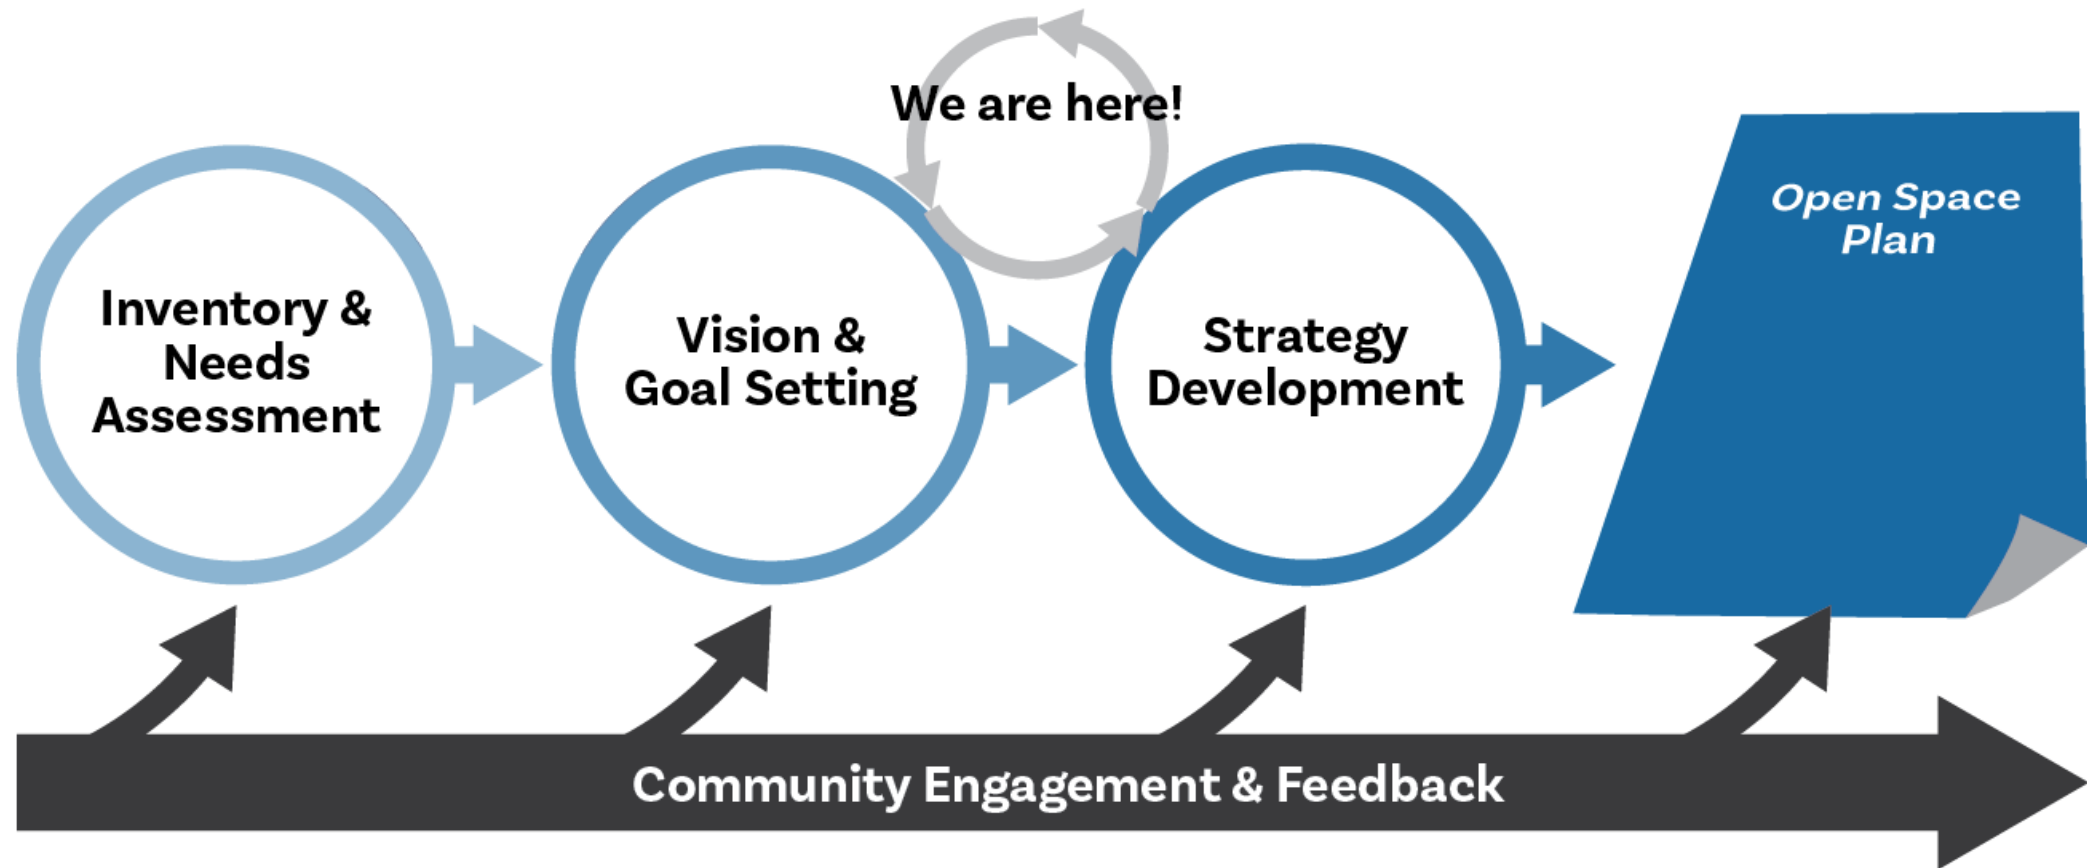 We are here!
Inventory &
Needs
Assessment
Vision &
Goal Setting
Strategy
Development
Open Space
Plan
Community Engagement & Feedback